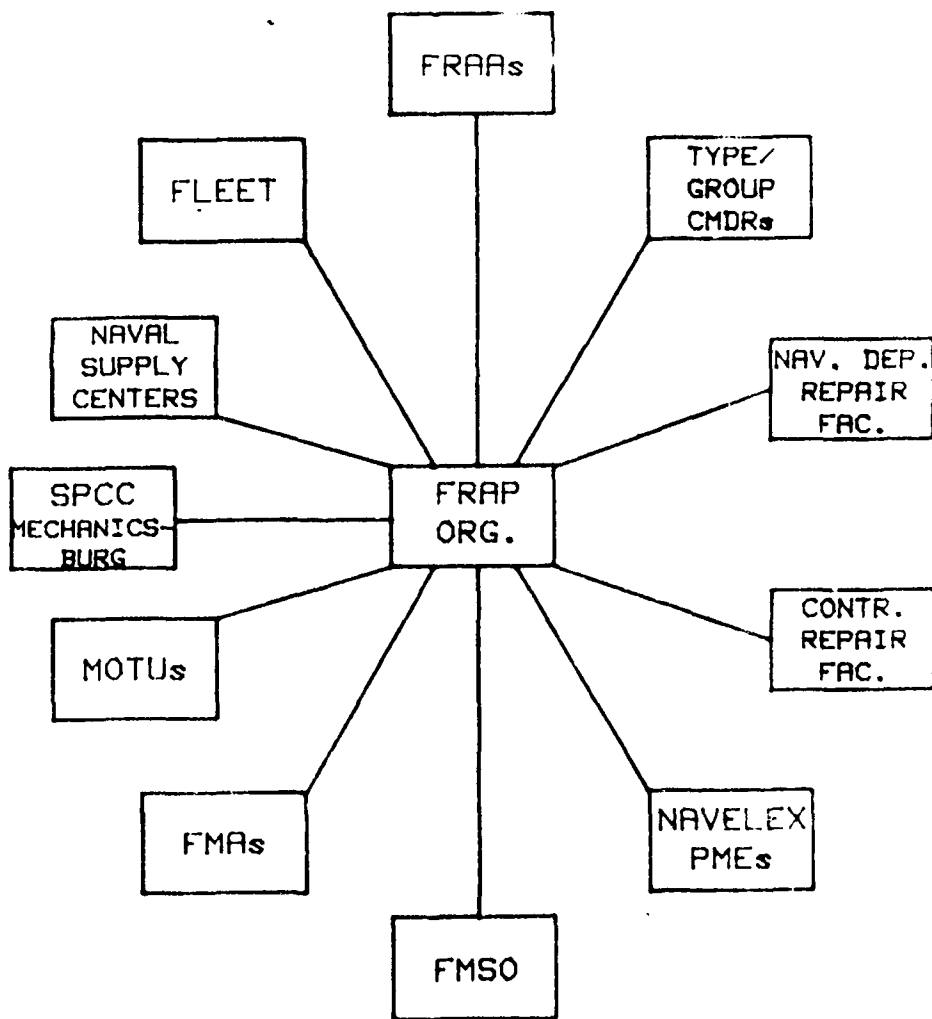 FRAAs
FLEET
TYPE/
GROUP
CMDRs
NAVAL
SUPPLY
CENTERS
NAV. DEP.
REPAIR
FAC.
SPCC
MECHANICS-
BURG
FRAP
ORG.
MOTUs
CONTR.
REPAIR
FAC.
FMAs
NAVELEX
PMEs
FMSO